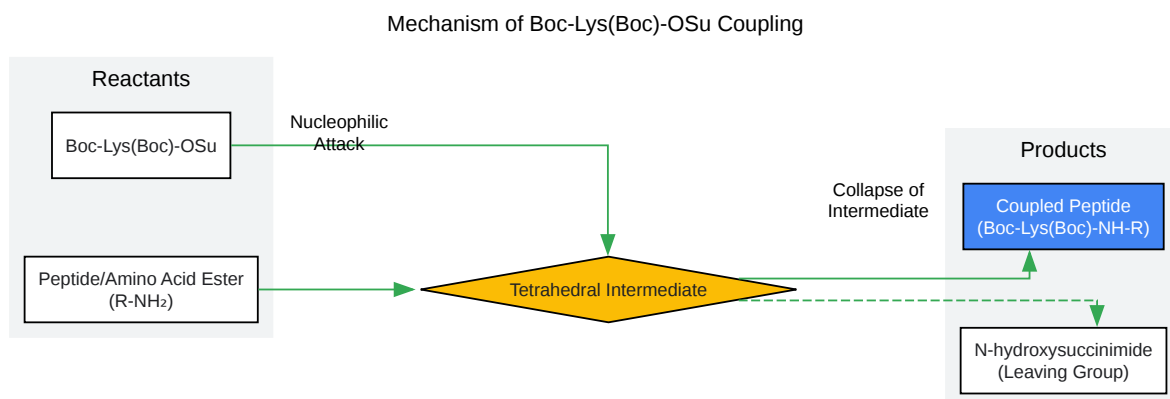 Mechanism of Boc-Lys(Boc)-OSu Coupling
Reactants
Boc-Lys(Boc)-OSu
Nucleophilic
Attack
Peptide/Amino Acid Ester
(R-NH₂)
Tetrahedral Intermediate
Collapse of
Intermediate
Products
Coupled Peptide
(Boc-Lys(Boc)-NH-R)
N-hydroxysuccinimide
(Leaving Group)